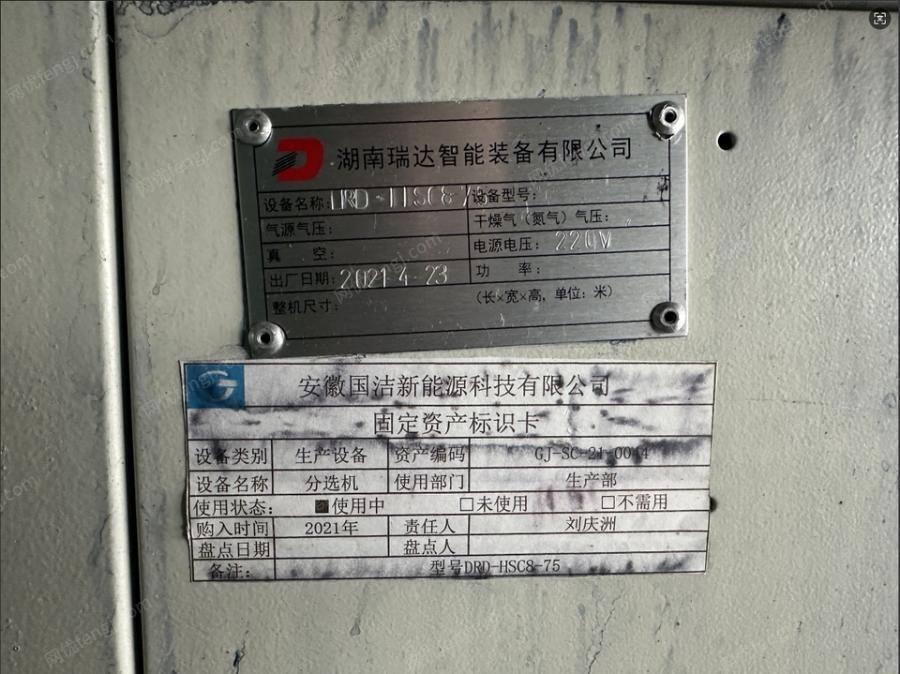 湖南瑞达智能装备有限公司
设备名称: DRD-HSC8-7 设备型号:
气源气压: 干燥气（氮气）气压:
真 空: 电源电压: 220V
出厂日期: 2021 4 23 功 率:
整机尺寸: （长×宽×高, 单位: 米）
安徽国洁新能源科技有限公司
固定资产标识卡
设备类别 生产设备 资产编码 GJ-SC-21-0014
设备名称 分选机 使用部门 生产部
使用状态: ■使用中 □未使用 □不需用
购入时间 2021年 责任人 刘庆洲
盘点日期 盘点人
备注: 型号DRD-HSC8-75